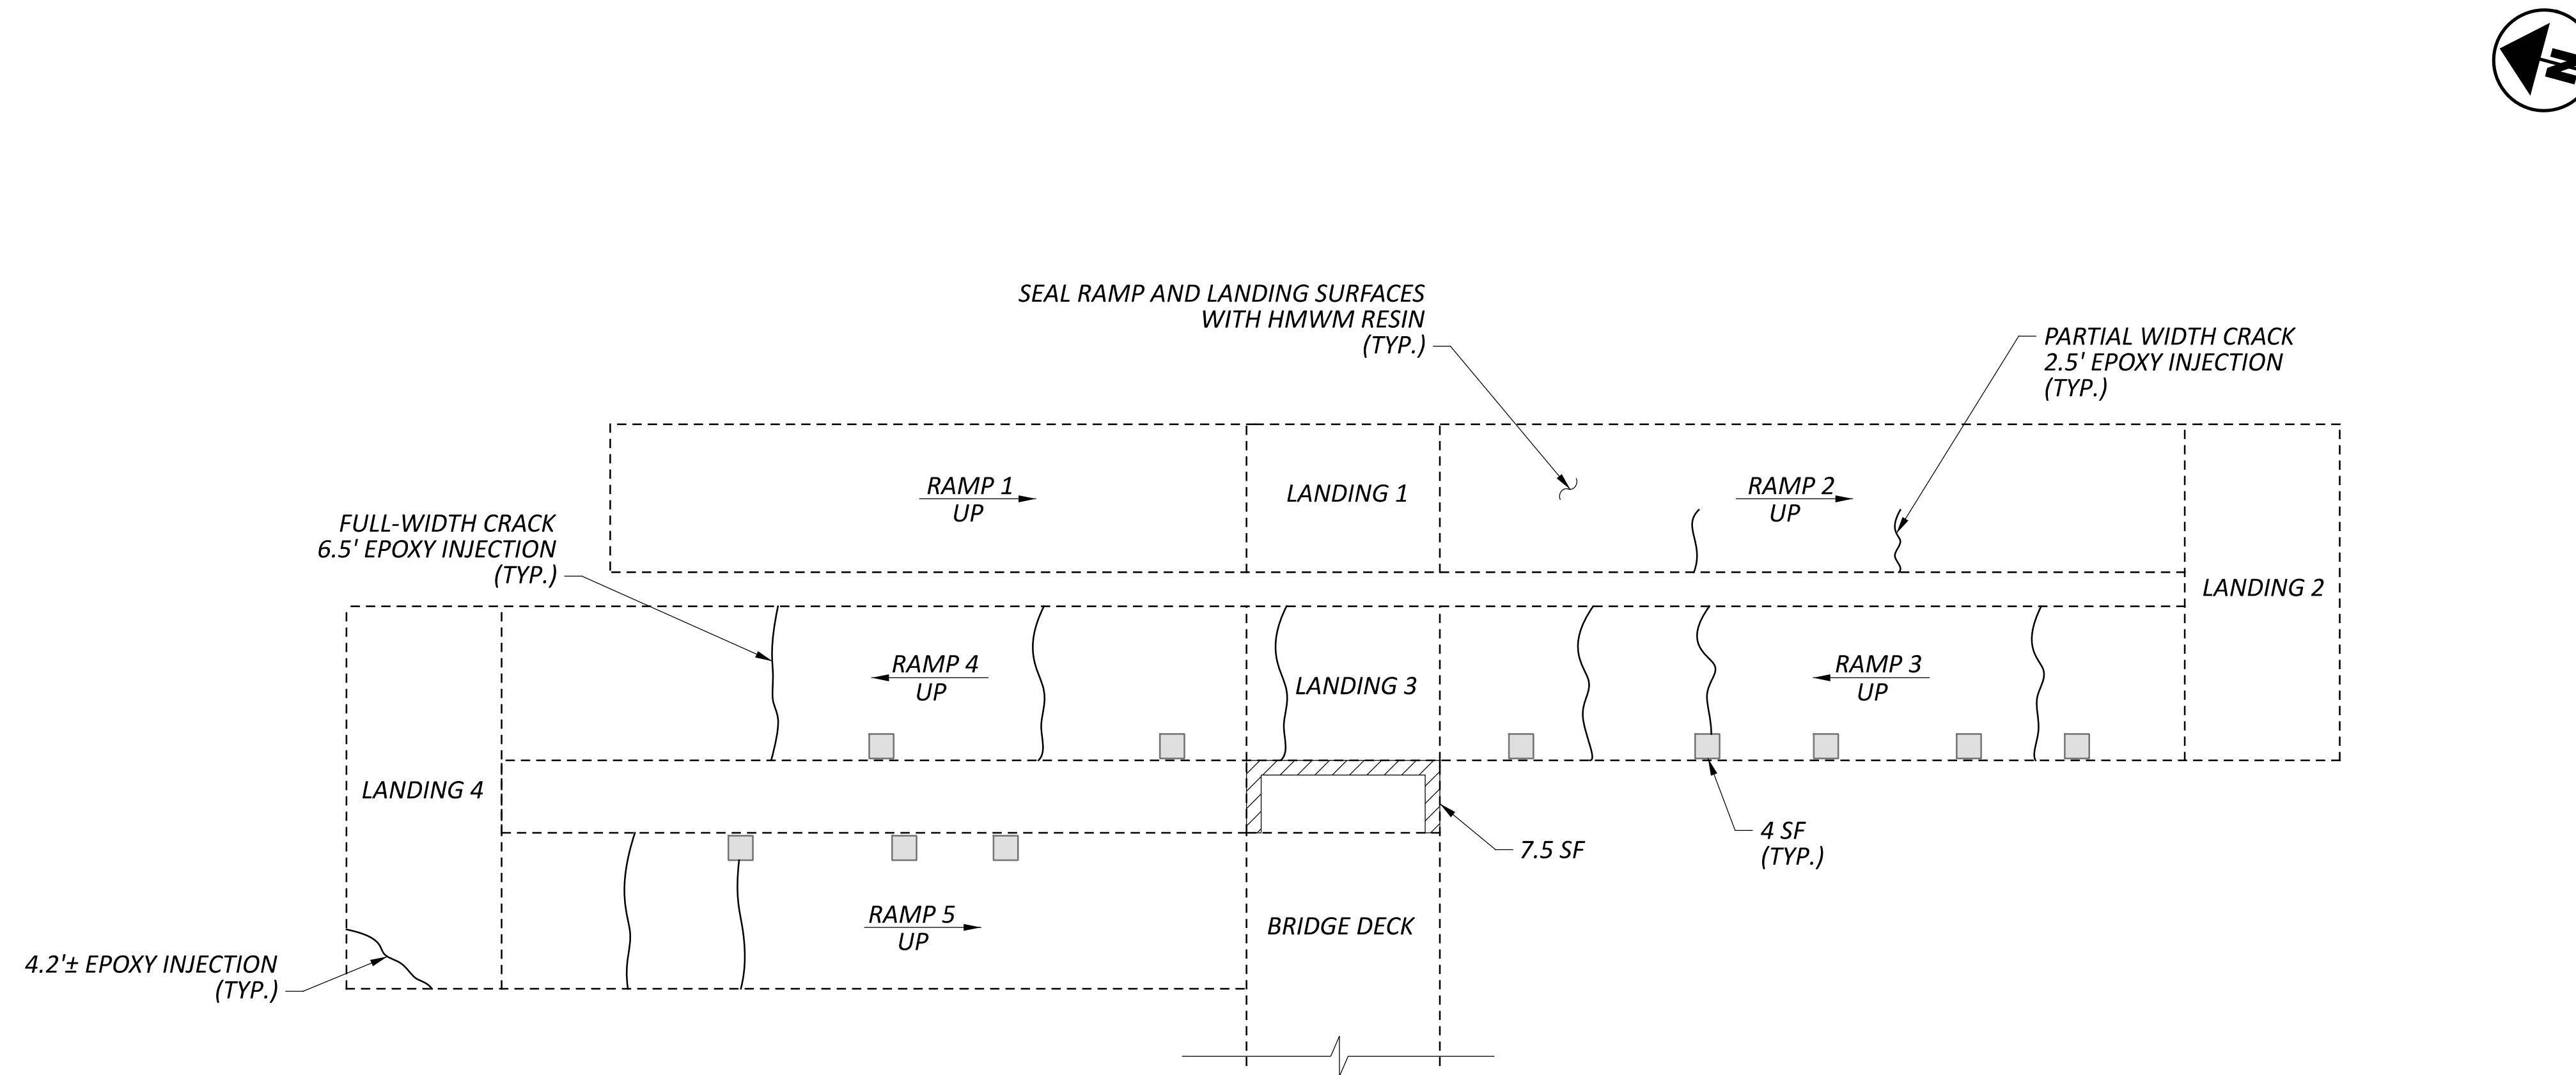 N
SEAL RAMP AND LANDING SURFACES
WITH HMWM RESIN
(TYP.)
PARTIAL WIDTH CRACK
2.5' EPOXY INJECTION
(TYP.)
RAMP 1
UP
LANDING 1
RAMP 2
UP
FULL-WIDTH CRACK
6.5' EPOXY INJECTION
(TYP.)
LANDING 2
RAMP 4
UP
LANDING 3
RAMP 3
UP
LANDING 4
7.5 SF
4 SF
(TYP.)
RAMP 5
UP
BRIDGE DECK
4.2'± EPOXY INJECTION
(TYP.)